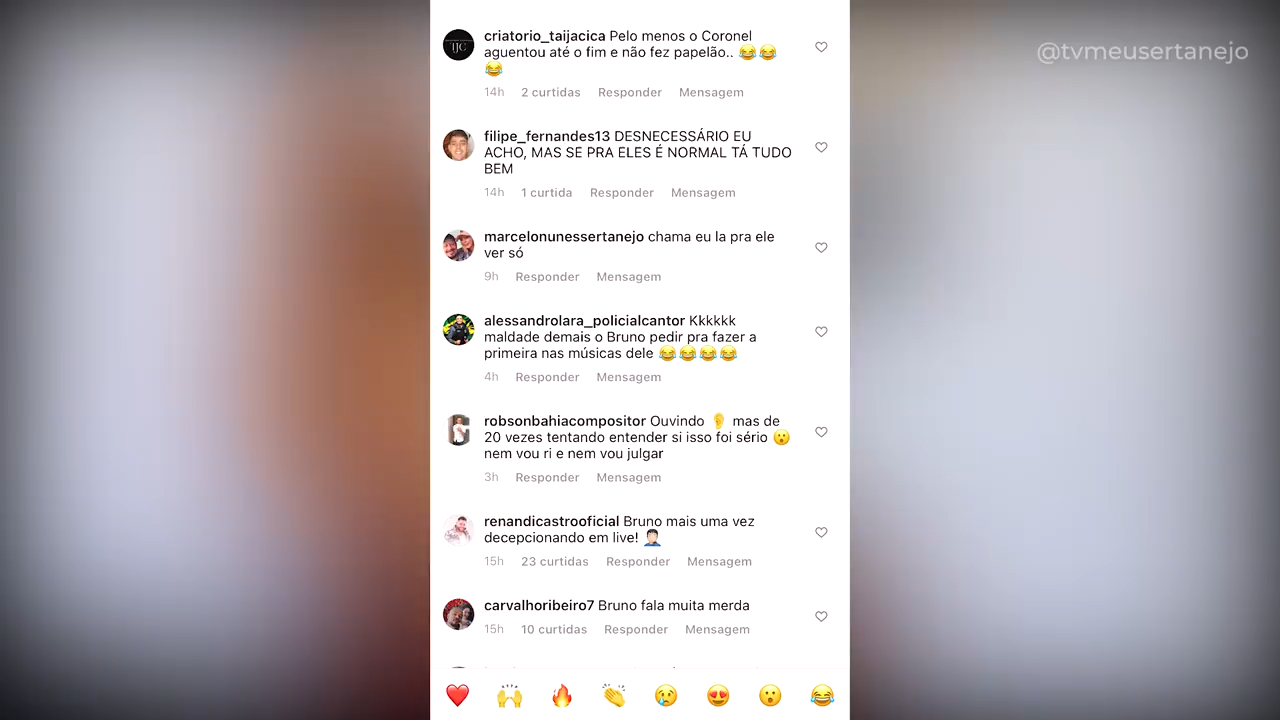 @tvmeusertanejo
TJC
criatorio_taijacica Pelo menos o Coronel
aguentou até o fim e não fez papelão.. 😂😂
😂
14h 2 curtidas Responder Mensagem
filipe_fernandes13 DESNECESSÁRIO EU
ACHO, MAS SE PRA ELES É NORMAL TÁ TUDO
BEM
14h 1 curtida Responder Mensagem
marcelonunessertanejo chama eu la pra ele
ver só
9h Responder Mensagem
alessandrolara_policialcantor Kkkkkk
maldade demais o Bruno pedir pra fazer a
primeira nas músicas dele 😂😂😂😂
4h Responder Mensagem
robsonbahiacompositor Ouvindo 👂 mas de
20 vezes tentando entender si isso foi sério 😮
nem vou ri e nem vou julgar
3h Responder Mensagem
renandicastrooficial Bruno mais uma vez
decepcionando em live! 🤦🏻‍♂️
15h 23 curtidas Responder Mensagem
carvalhoribeiro7 Bruno fala muita merda
15h 10 curtidas Responder Mensagem